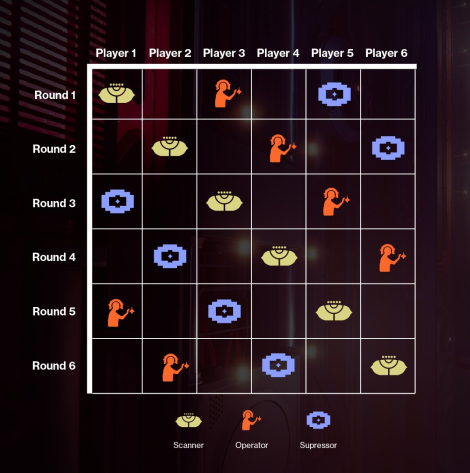 Player 1 Player 2 Player 3 Player 4 Player 5 Player 6
Round 1
Round 2
Round 3
Round 4
Round 5
Round 6
Scanner Operator Supressor